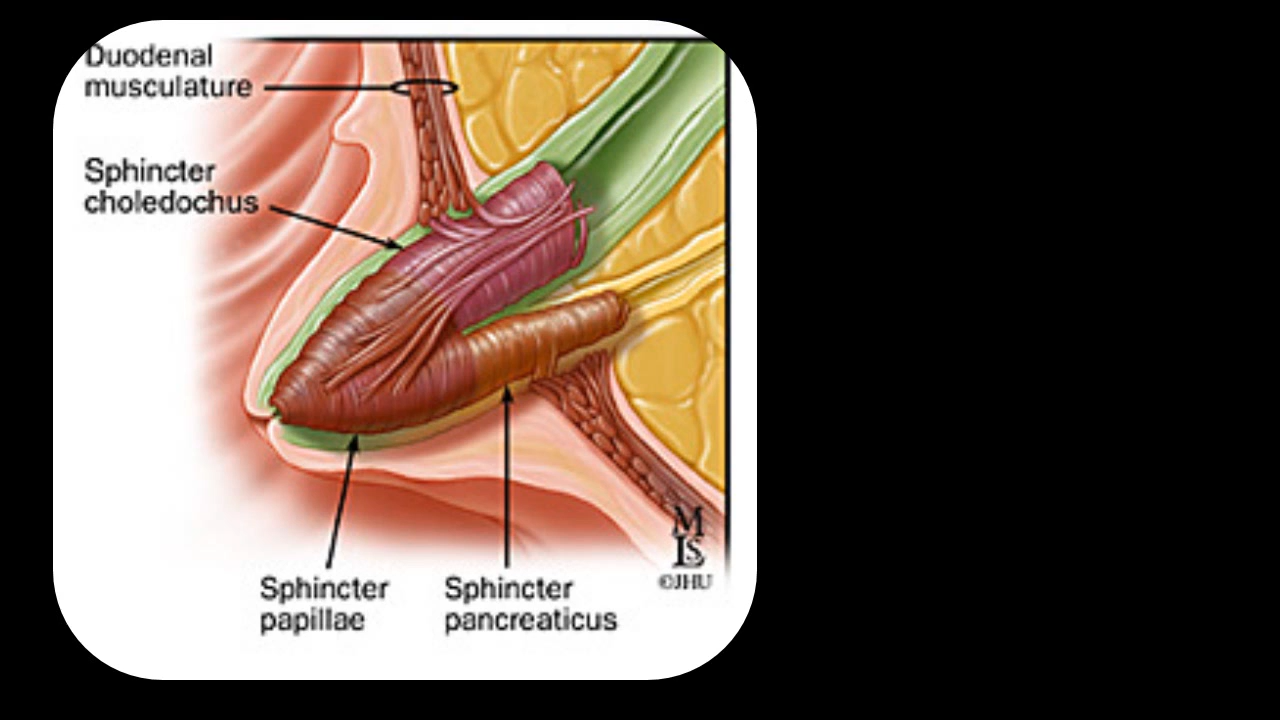 Duodenal
musculature
Sphincter
choledochus
Sphincter
papillae
Sphincter
pancreaticus
M
IS
©JHU